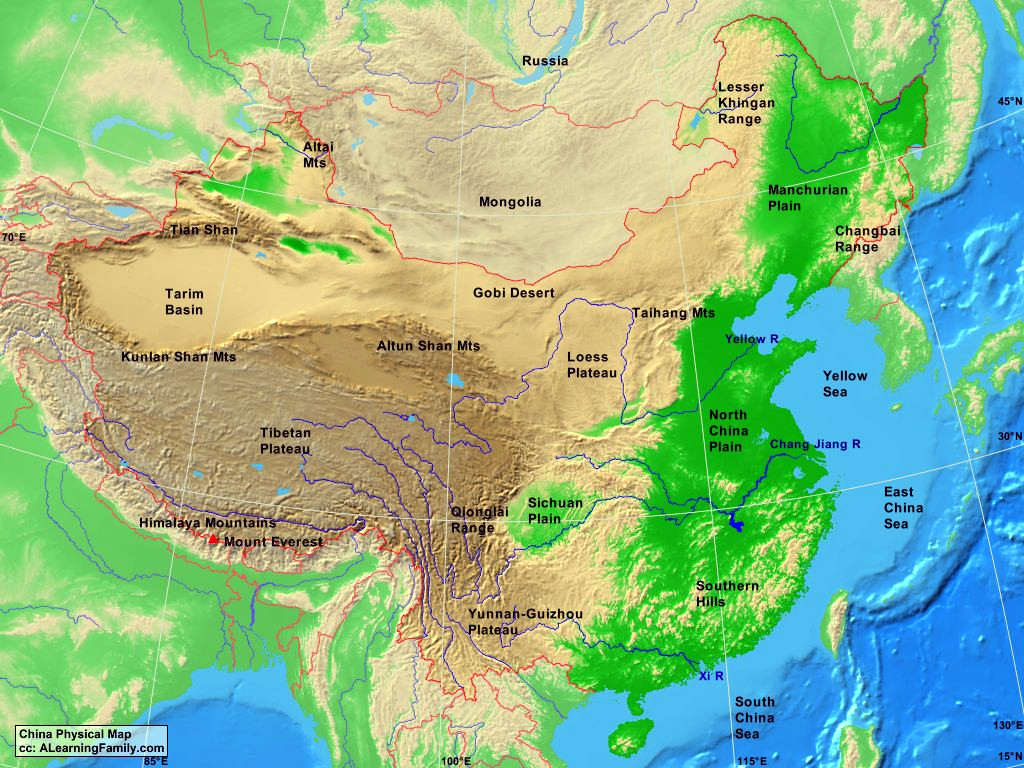 Russia
Lesser
Khingan
Range
45°N
Altai
Mts
Manchurian
Plain
Mongolia
70°E
Tian Shan
Changbai
Range
Tarim
Basin
Gobi Desert
Taihang Mts
Yellow R
Kunlan Shan Mts
Altun Shan Mts
Loess
Plateau
Yellow
Sea
North
China
Plain
Tibetan
Plateau
30°N
Chang Jiang R
Sichuan
Plain
East
China
Sea
Qionglai
Range
Himalaya Mountains
Mount Everest
Southern
Hills
Yunnan-Guizhou
Plateau
Xi R
South
China
Sea
130°E
China Physical Map
cc: ALearningFamily.com
85°E
100°E
115°E
15°N